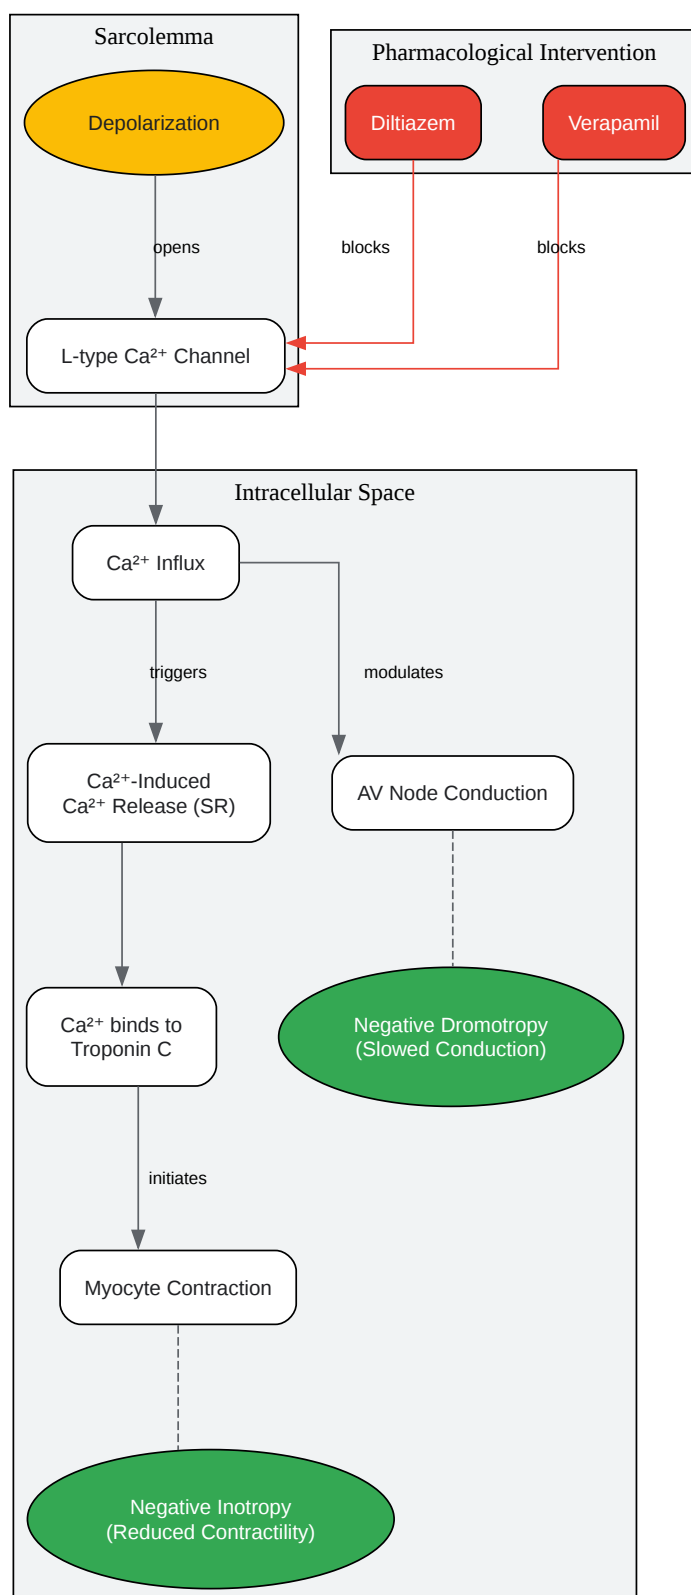 Sarcolemma
Pharmacological Intervention
Depolarization
Diltiazem
Verapamil
opens
blocks
blocks
L-type Ca²⁺ Channel
Intracellular Space
Ca²⁺ Influx
triggers
modulates
Ca²⁺-Induced
Ca²⁺ Release (SR)
AV Node Conduction
Ca²⁺ binds to
Troponin C
Negative Dromotropy
(Slowed Conduction)
initiates
Myocyte Contraction
Negative Inotropy
(Reduced Contractility)